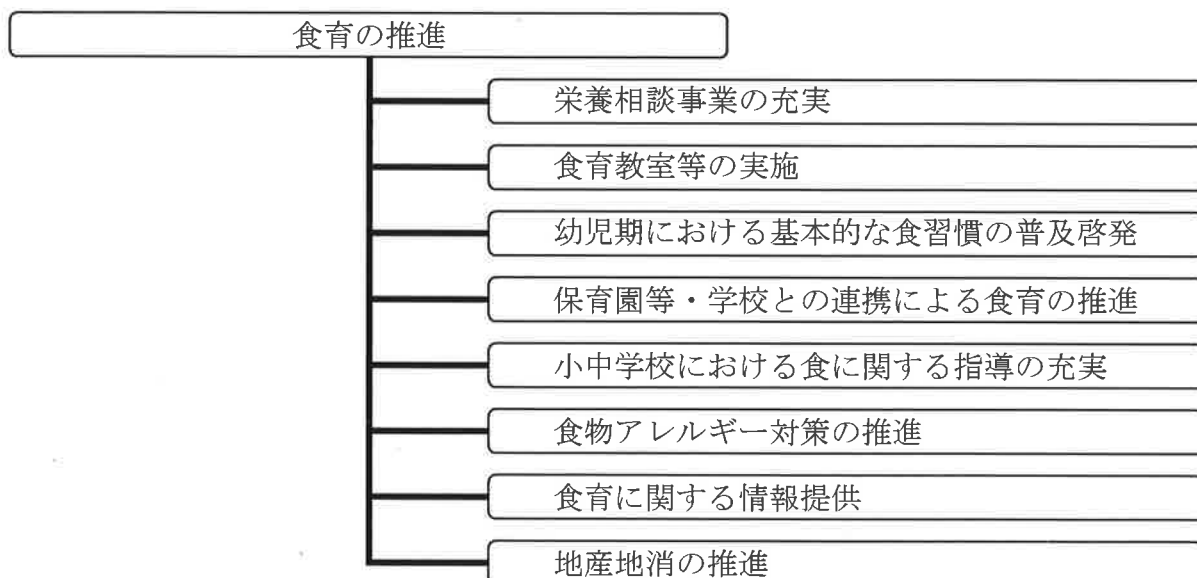 食育の推進
栄養相談事業の充実
食育教室等の実施
幼児期における基本的な食習慣の普及啓発
保育園等・学校との連携による食育の推進
小中学校における食に関する指導の充実
食物アレルギー対策の推進
食育に関する情報提供
地産地消の推進